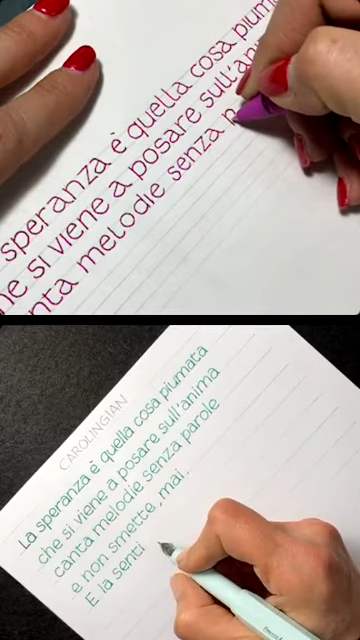 speranza è quella cosa pium
he si viene a posare sull'ani
nta melodie senza p
CAROLINGIAN
La speranza è quella cosa piumata
che si viene a posare sull'anima
canta melodie senza parole
e non smette, mai.
E la senti